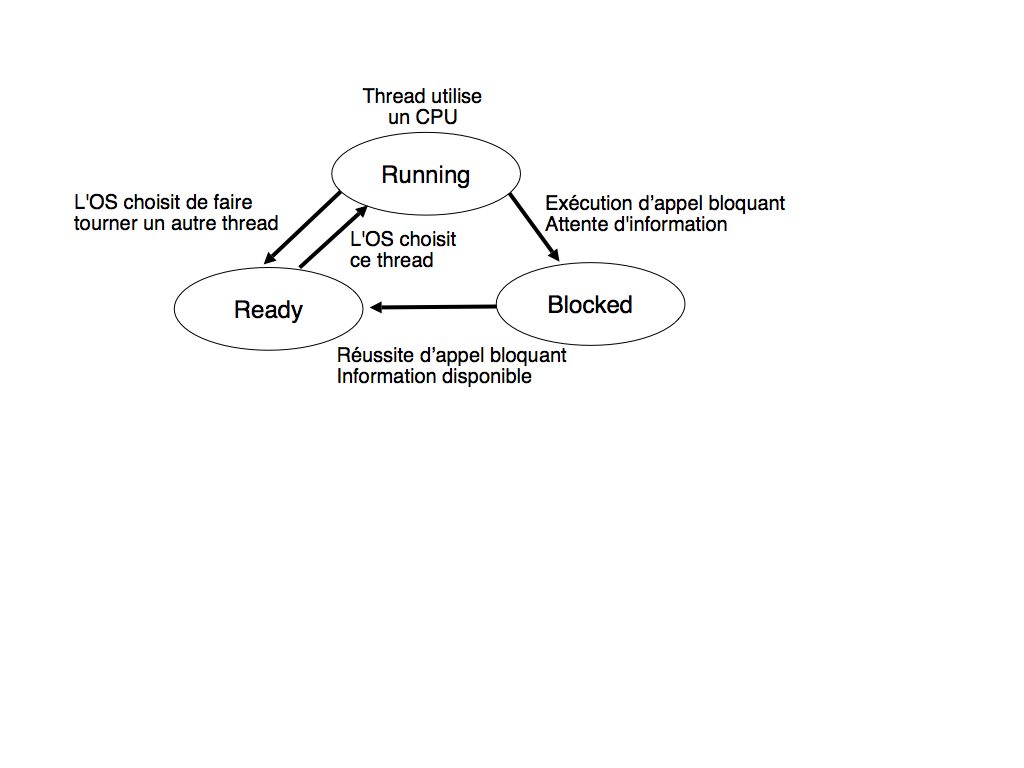 Thread utilise
un CPU
Running
L'OS choisit de faire
tourner un autre thread
Exécution d’appel bloquant
Attente d'information
L'OS choisit
ce thread
Ready
Blocked
Réussite d’appel bloquant
Information disponible